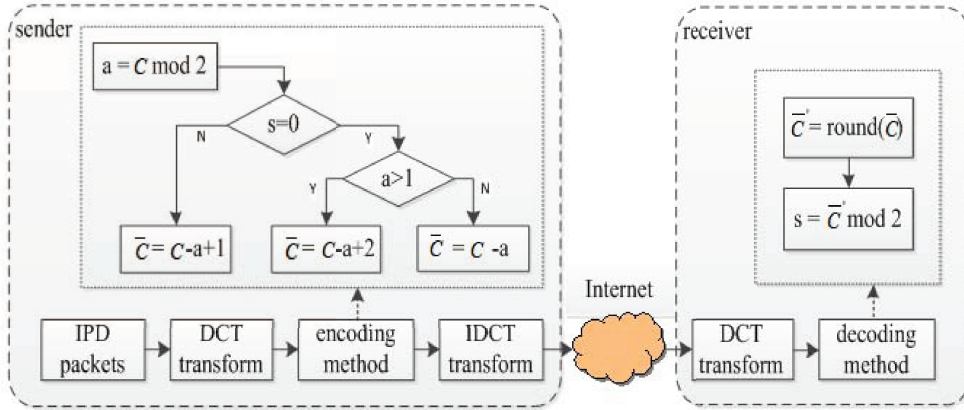 sender
a = C mod 2
s=0
N
Y
a>1
Y
N
C̅ = C-a+1
C̅ = C-a+2
C̅ = C -a
IPD
packets
DCT
transform
encoding
method
IDCT
transform
Internet
receiver
C̅' = round(C̅)
s = C̅' mod 2
DCT
transform
decoding
method